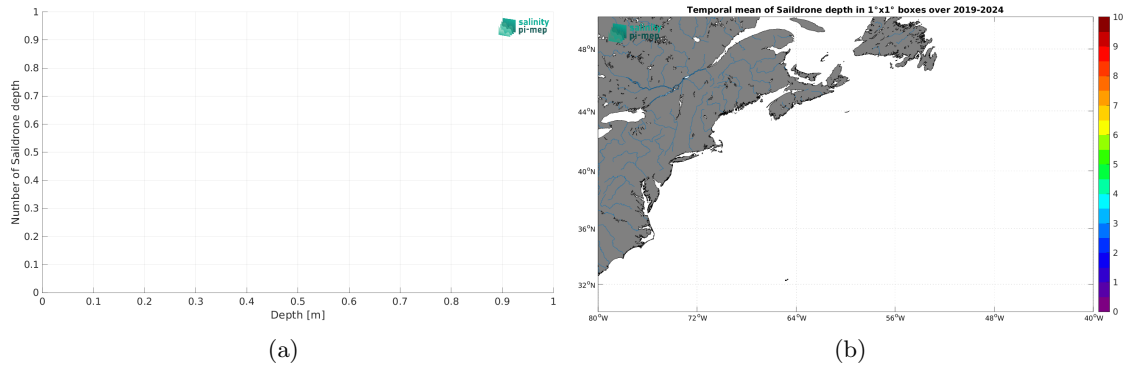 1
0.9
0.8
0.7
0.6
0.5
0.4
0.3
0.2
0.1
0
0 0.1 0.2 0.3 0.4 0.5 0.6 0.7 0.8 0.9 1
Number of Saildrone depth
Depth [m]
salinity
pi-mep
(a)
Temporal mean of Saildrone depth in 1°x1° boxes over 2019-2024
salinity
pi-mep
48°N
44°N
40°N
36°N
32°N
80°W 72°W 64°W 56°W 48°W 40°W
10
9
8
7
6
5
4
3
2
1
0
(b)